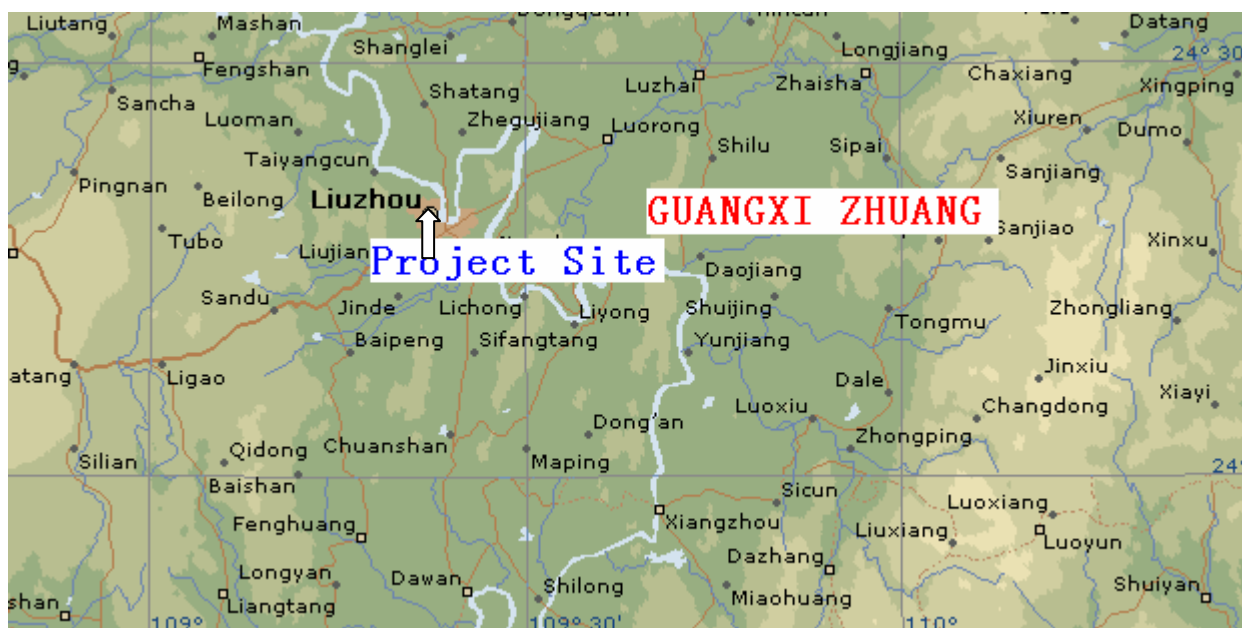 Liutang
Mashan
Shanglei
Longjiang
Datang
24° 30
Fengshan
Luzhai
Zhaisha
Chaxiang
Xingping
Sancha
Shatang
Luoman
Zhegujiang
Luorong
Xiuren
Dumo
Taiyangcun
Shilu
Sipai
Sanjiang
Pingnan
Beilong
Liuzhou
GUANGXI ZHUANG
Tubo
Liujian
Project Site
Sanjiao
Xinxu
Daojiang
Sandu
Jinde
Lichong
Liyong
Shuijing
Tongmu
Zhongliang
Baipeng
Sifangtang
Yunjiang
atang
Ligao
Dale
Jinxiu
Xiayi
Luoxiu
Changdong
Dong'an
Qidong
Chuanshan
Zhongping
Silian
Maping
24°
Baishan
Sicun
Luoxiang
Fenghuang
Xiangzhou
Liuxiang
Luoyun
Dazhang
Longyan
Dawan
Shilong
Miaohuang
Shuiyan
shan
Liangtang
109°
109° 30'
110°